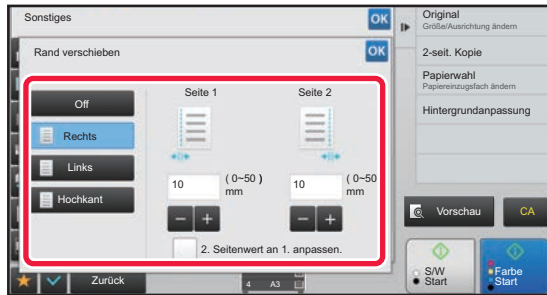 Sonstiges
OK
Rand verschieben
OK
Off
Rechts
Links
Hochkant
Seite 1
Seite 2
10
( 0~50 )
mm
10
( 0~50
mm
2. Seitenwert an 1. anpassen.
Zurück
4
A3
Original
Größe/Ausrichtung ändern
2-seit. Kopie
Papierwahl
Papiereinzugsfach ändern
Hintergrundanpassung
Vorschau
CA
S/W
Start
Farbe
Start